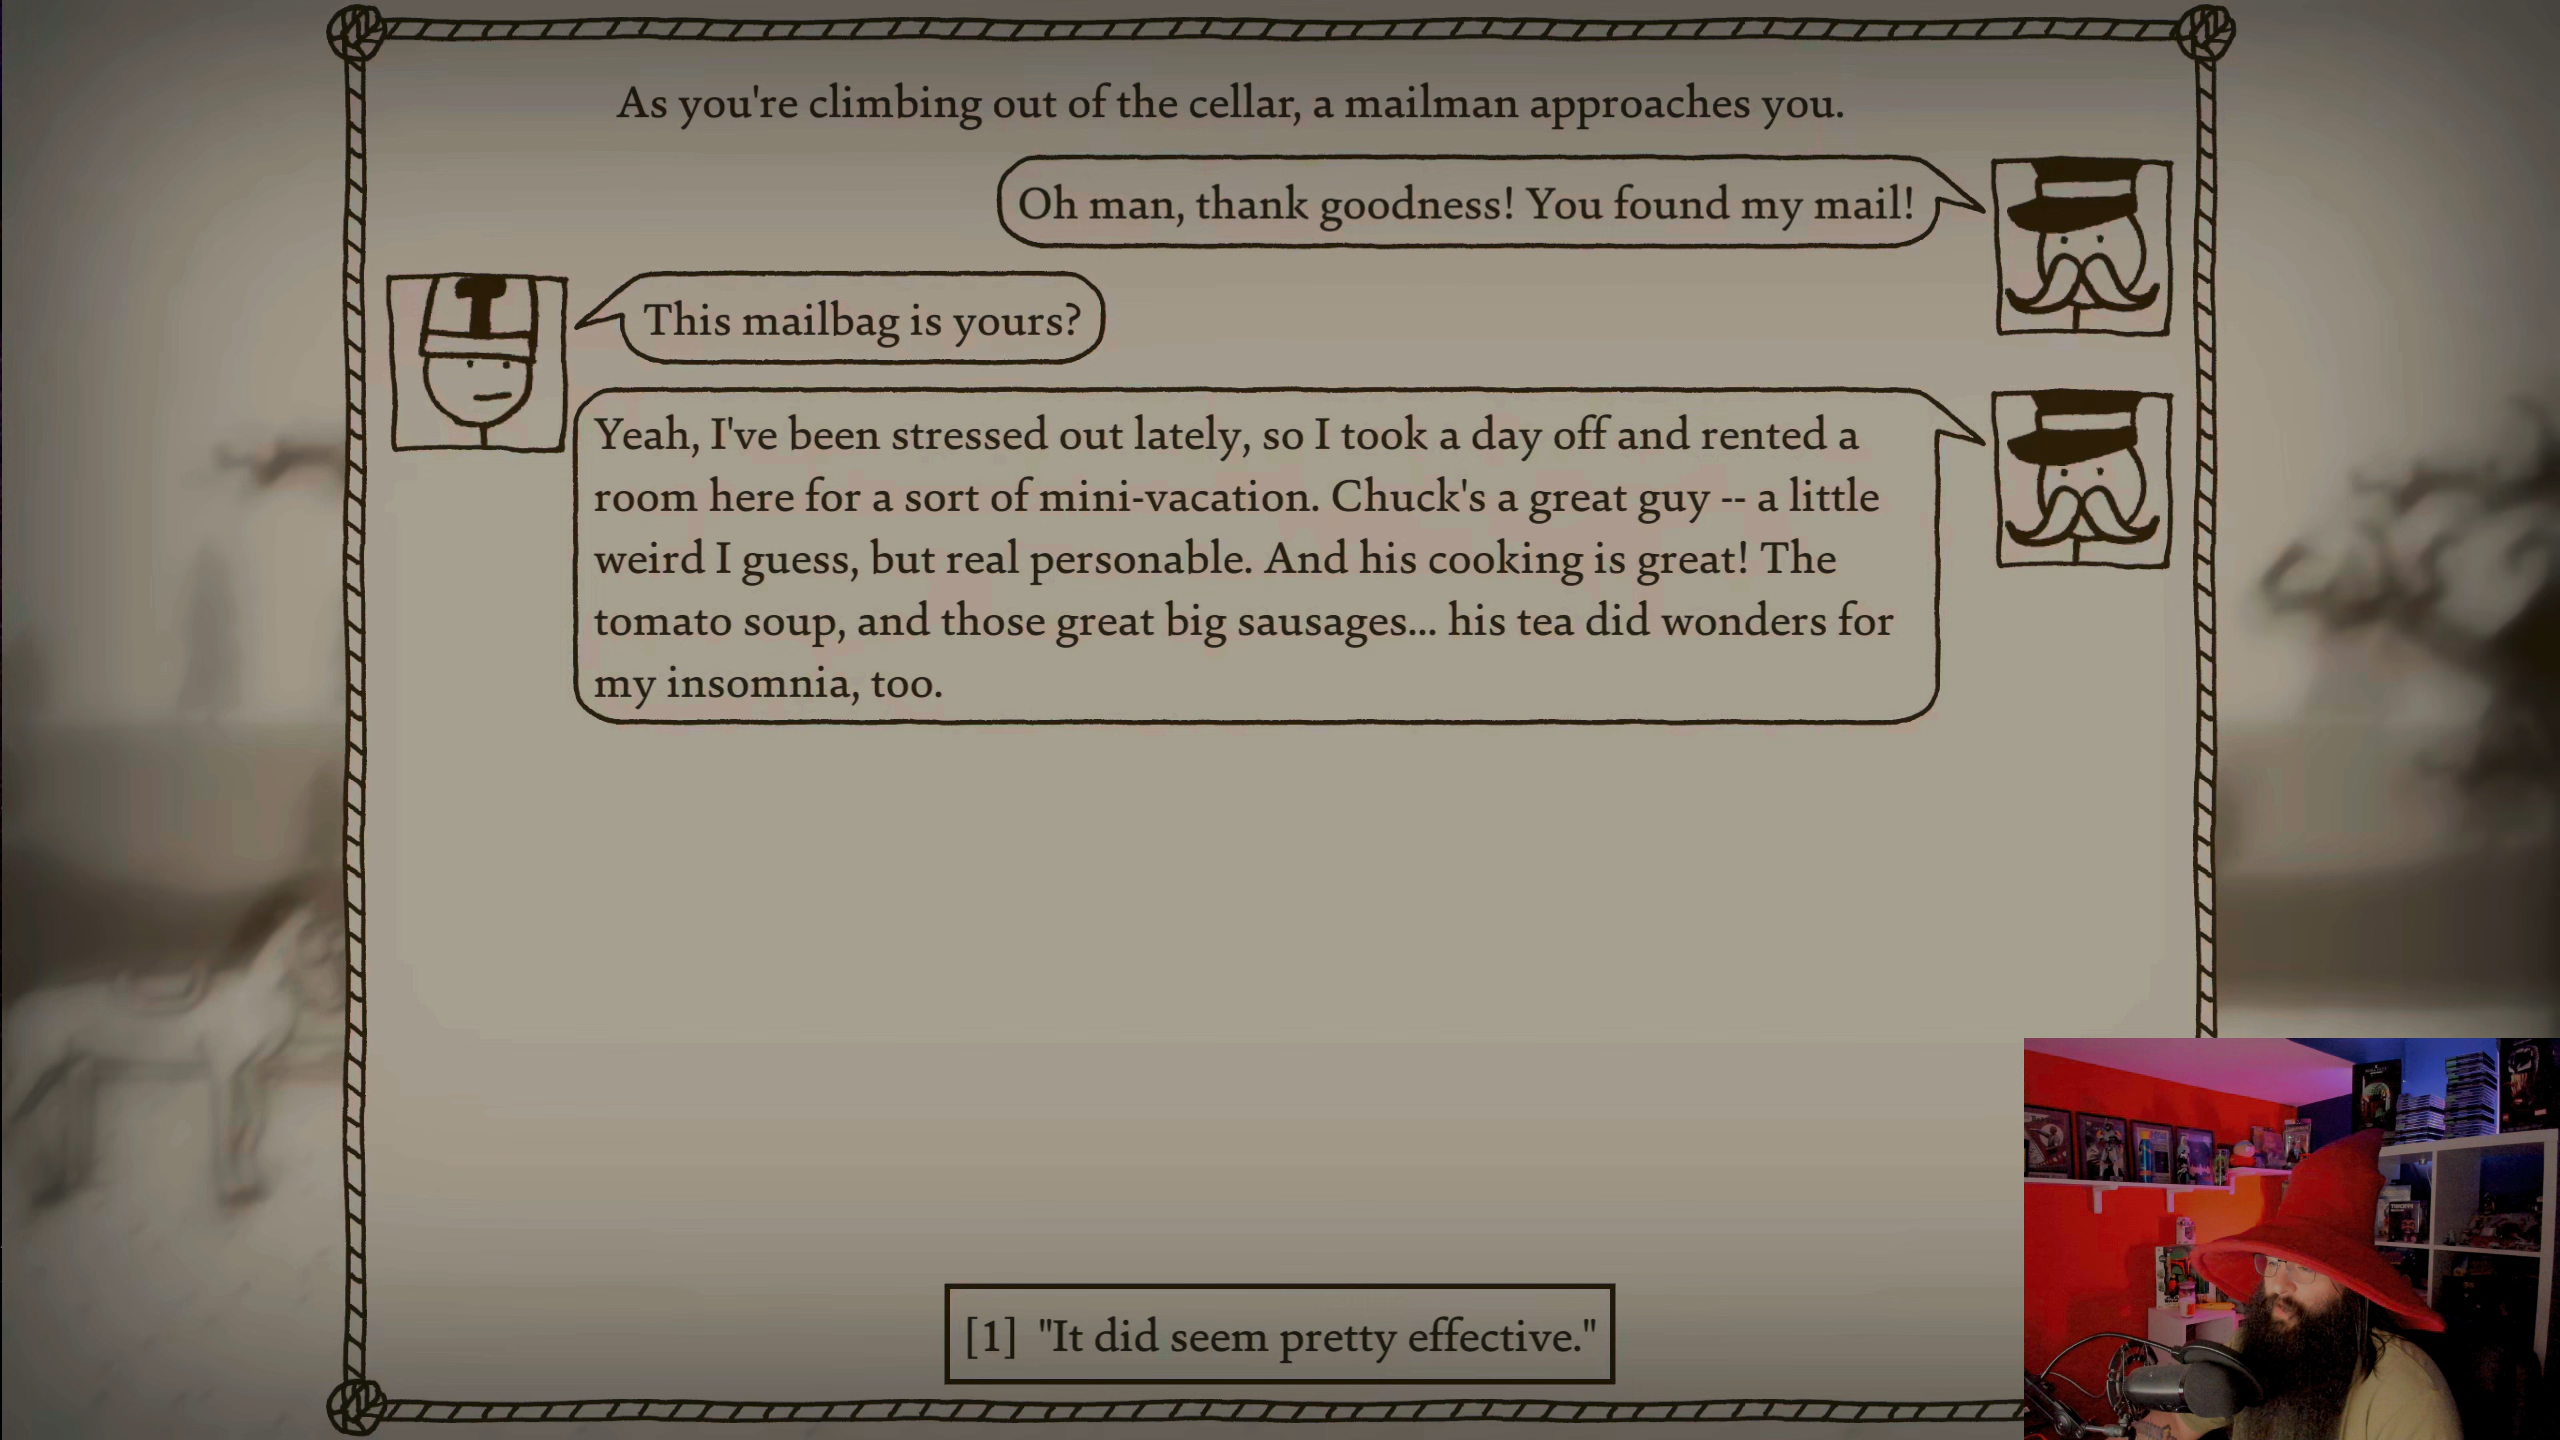 As you're climbing out of the cellar, a mailman approaches you.
Oh man, thank goodness! You found my mail!
This mailbag is yours?
Yeah, I've been stressed out lately, so I took a day off and rented a
room here for a sort of mini-vacation. Chuck's a great guy -- a little
weird I guess, but real personable. And his cooking is great! The
tomato soup, and those great big sausages... his tea did wonders for
my insomnia, too.
[1] "It did seem pretty effective."